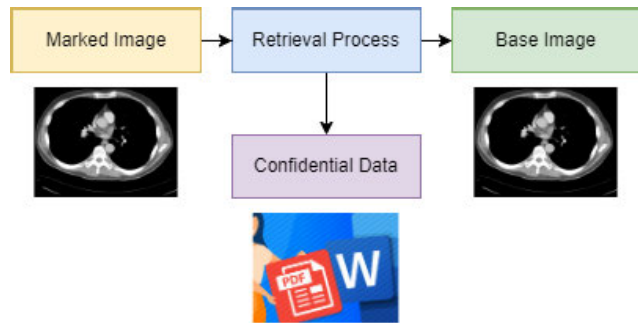 Marked Image
Retrieval Process
Base Image
Confidential Data
PDF
W